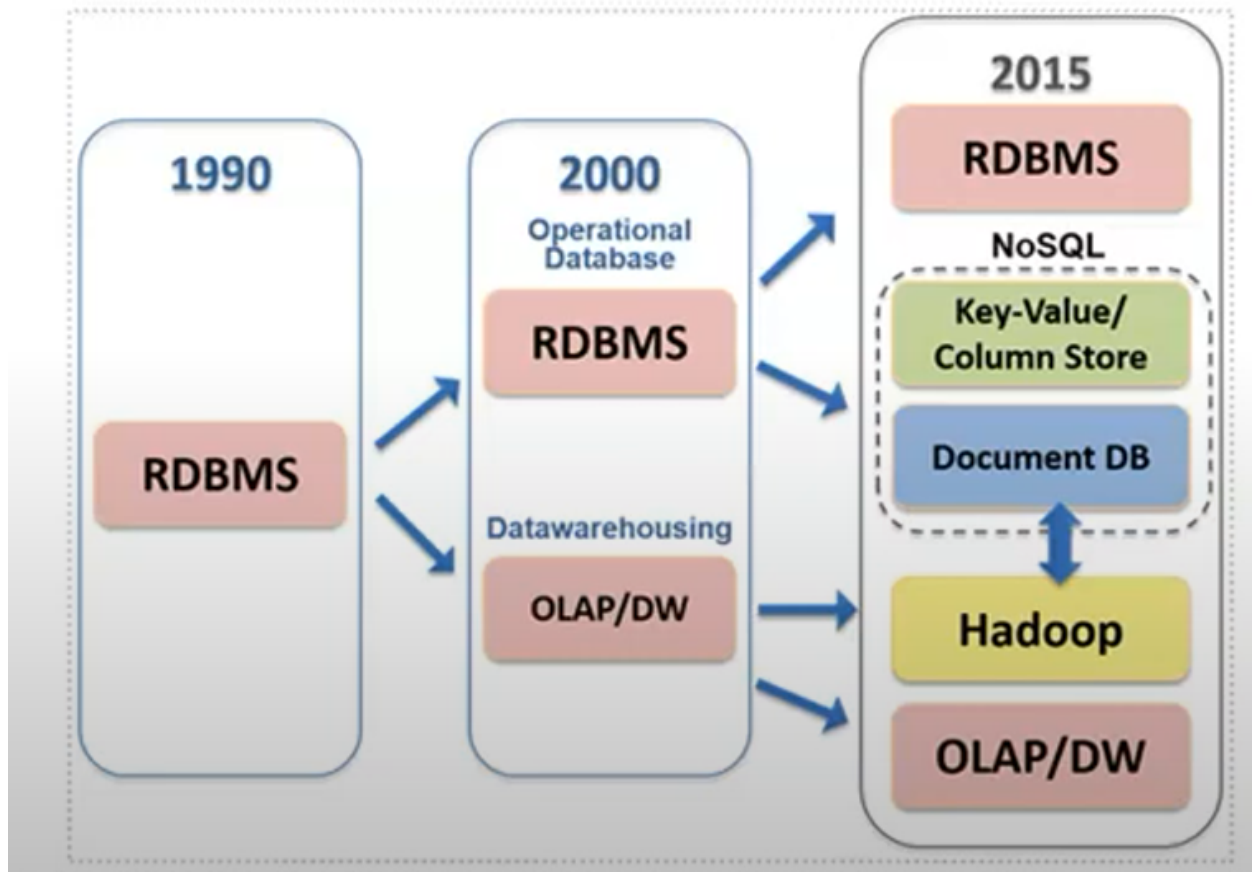 1990
RDBMS
2000
Operational
Database
RDBMS
Datawarehousing
OLAP/DW
2015
RDBMS
NoSQL
Key-Value/
Column Store
Document DB
Hadoop
OLAP/DW